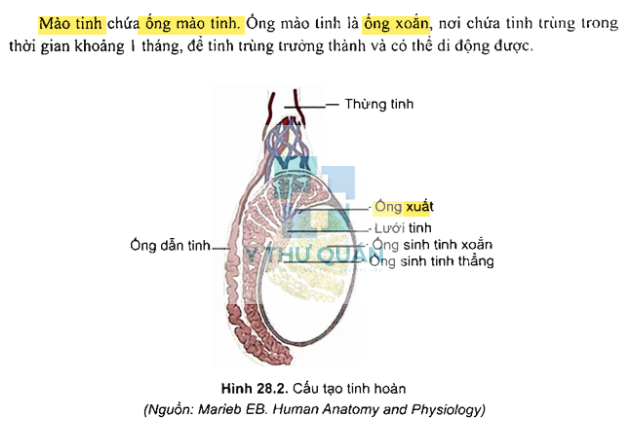 Mào tinh chứa ống mào tinh. Ống mào tinh là ống xoắn, nơi chứa tinh trùng trong
thời gian khoảng 1 tháng, để tinh trùng trưởng thành và có thể di động được.
Thừng tinh
Ống xuất
Lưới tinh
Ống dẫn tinh
Ống sinh tinh xoắn
Y THƯ QUÁN
Ống sinh tinh thẳng
Hình 28.2. Cấu tạo tinh hoàn
(Nguồn: Marieb EB. Human Anatomy and Physiology)